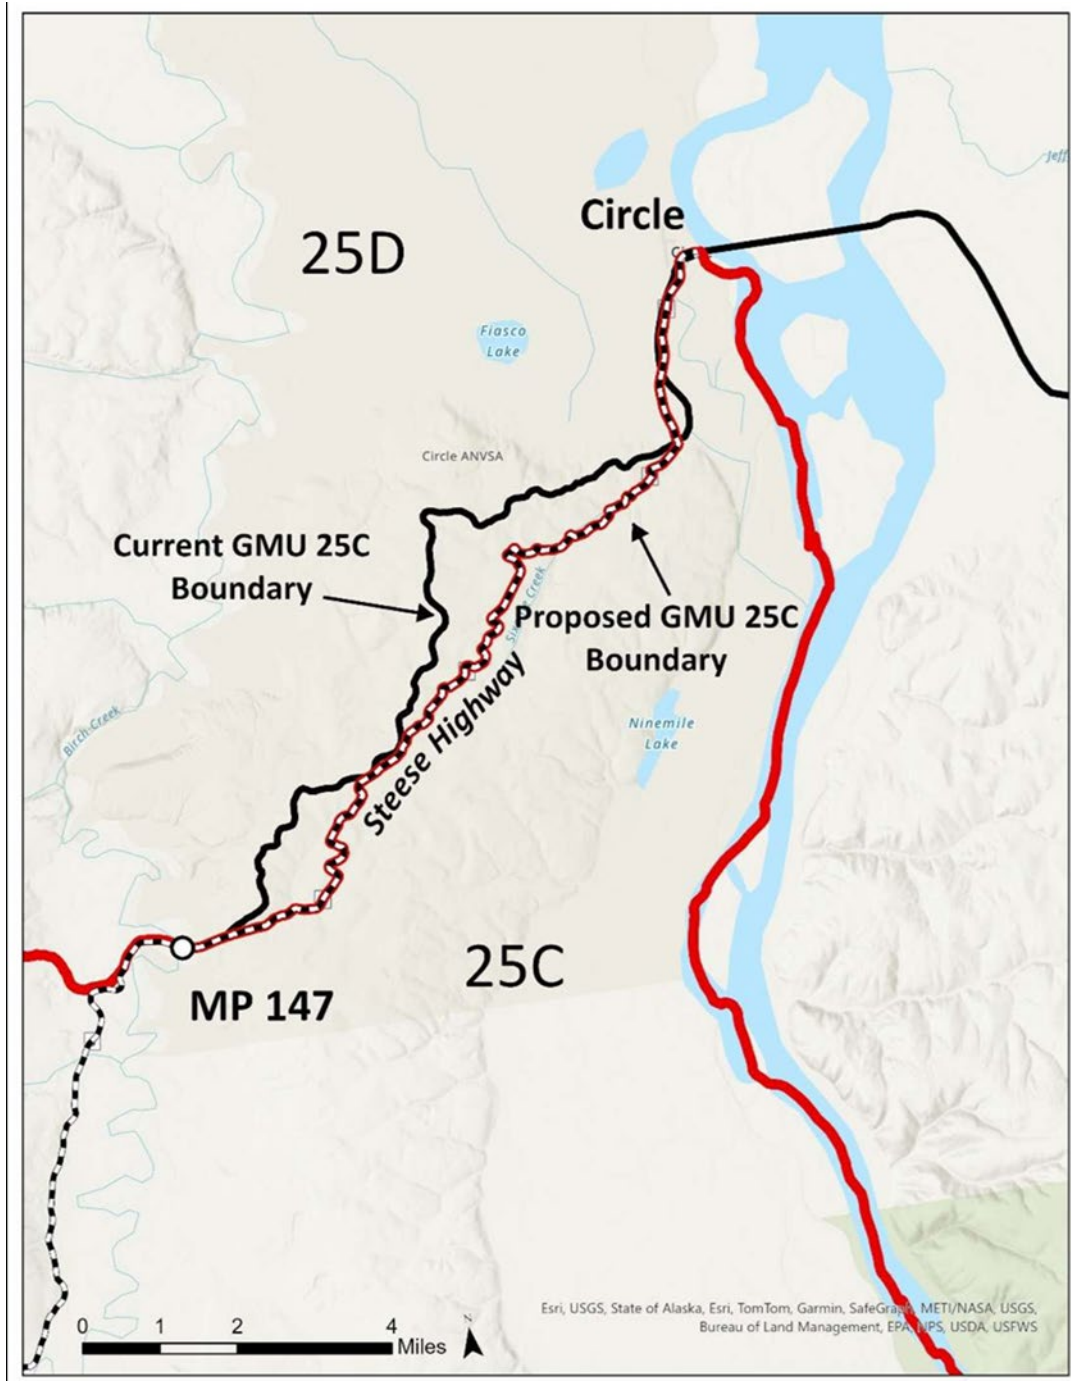 Jeff
Circle
25D
Fiasco
Lake
Circle ANVSA
Current GMU 25C
Boundary
Proposed GMU 25C
Boundary
Creek
Steese Highway
Birch Creek
Ninemile
Lake
25C
MP 147
N
0 1 2 4
Miles
Esri, USGS, State of Alaska, Esri, TomTom, Garmin, SafeGraph, METI/NASA, USGS,
Bureau of Land Management, EPA, NPS, USDA, USFWS